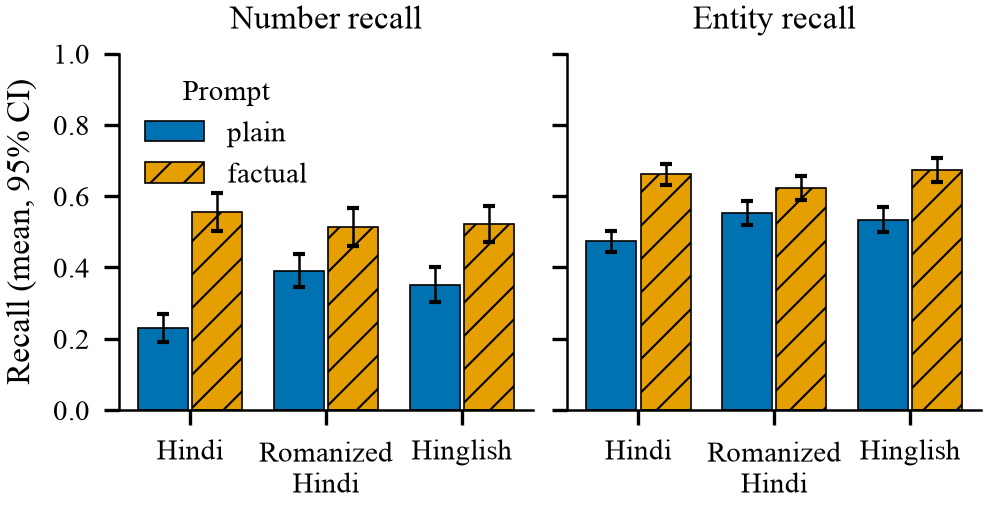 Number recall
Entity recall
Recall (mean, 95% CI)
1.0
0.8
0.6
0.4
0.2
0.0
Prompt
plain
factual
Hindi
Romanized
Hindi
Hinglish
Hindi
Romanized
Hindi
Hinglish